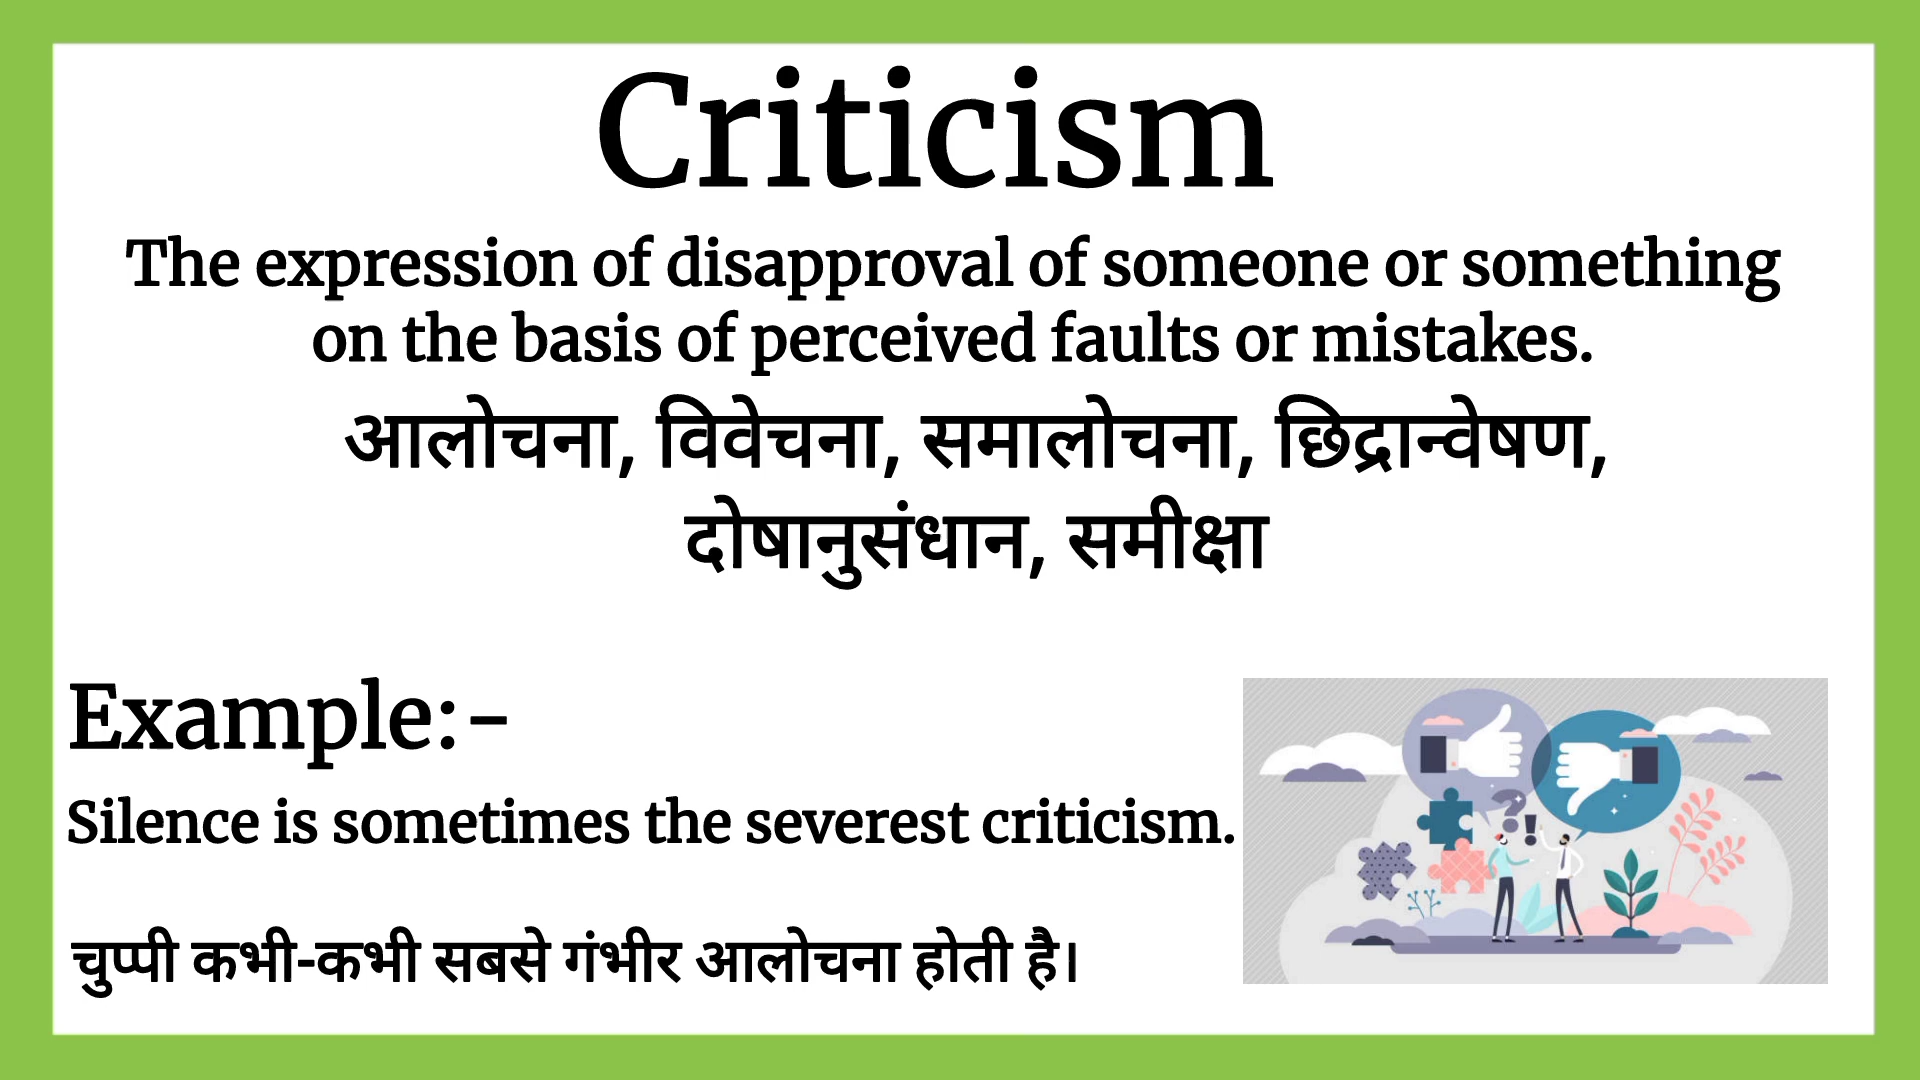 Criticism
The expression of disapproval of someone or something
on the basis of perceived faults or mistakes.
आलोचना, विवेचना, समालोचना, छिद्रान्वेषण,
दोषानुसंधान, समीक्षा
Example:-
Silence is sometimes the severest criticism.
चुप्पी कभी-कभी सबसे गंभीर आलोचना होती है।